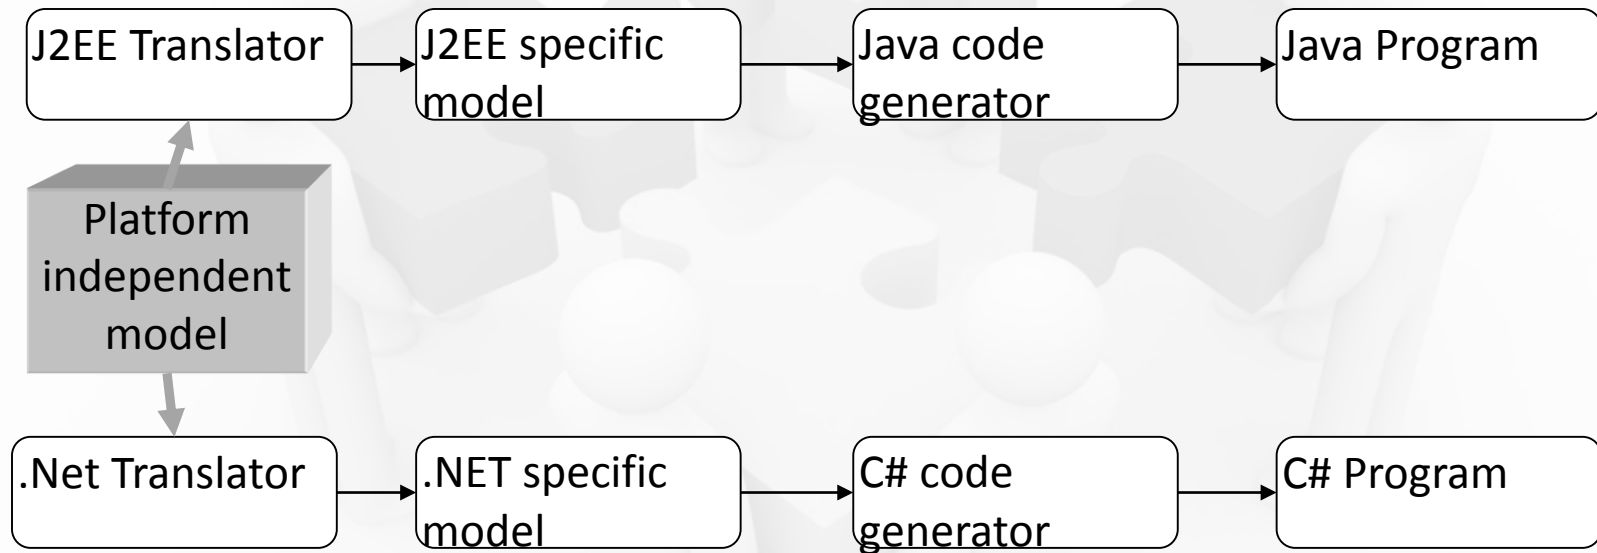 J2EE Translator
J2EE specific
model
Java code
generator
Java Program
Platform
independent
model
.Net Translator
.NET specific
model
C# code
generator
C# Program